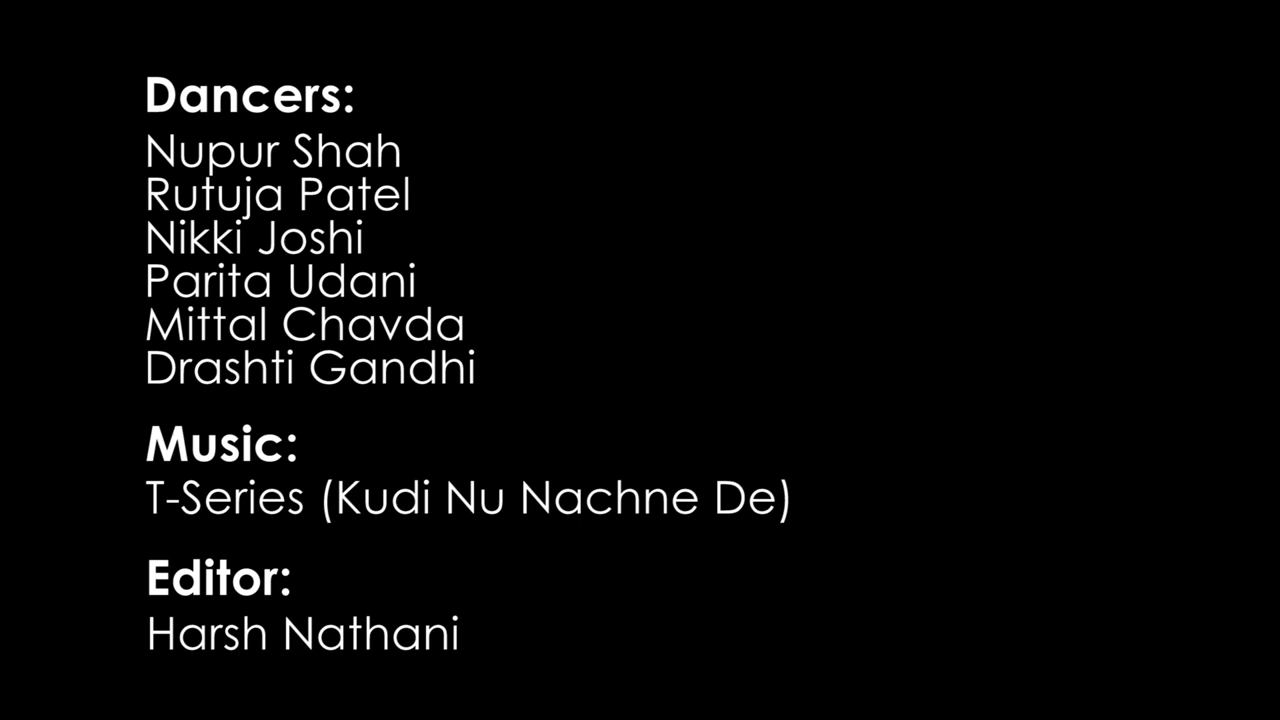 Dancers:
Nupur Shah
Rutuja Patel
Nikki Joshi
Parita Udani
Mittal Chavda
Drashti Gandhi
Music:
T-Series (Kudi Nu Nachne De)
Editor:
Harsh Nathani